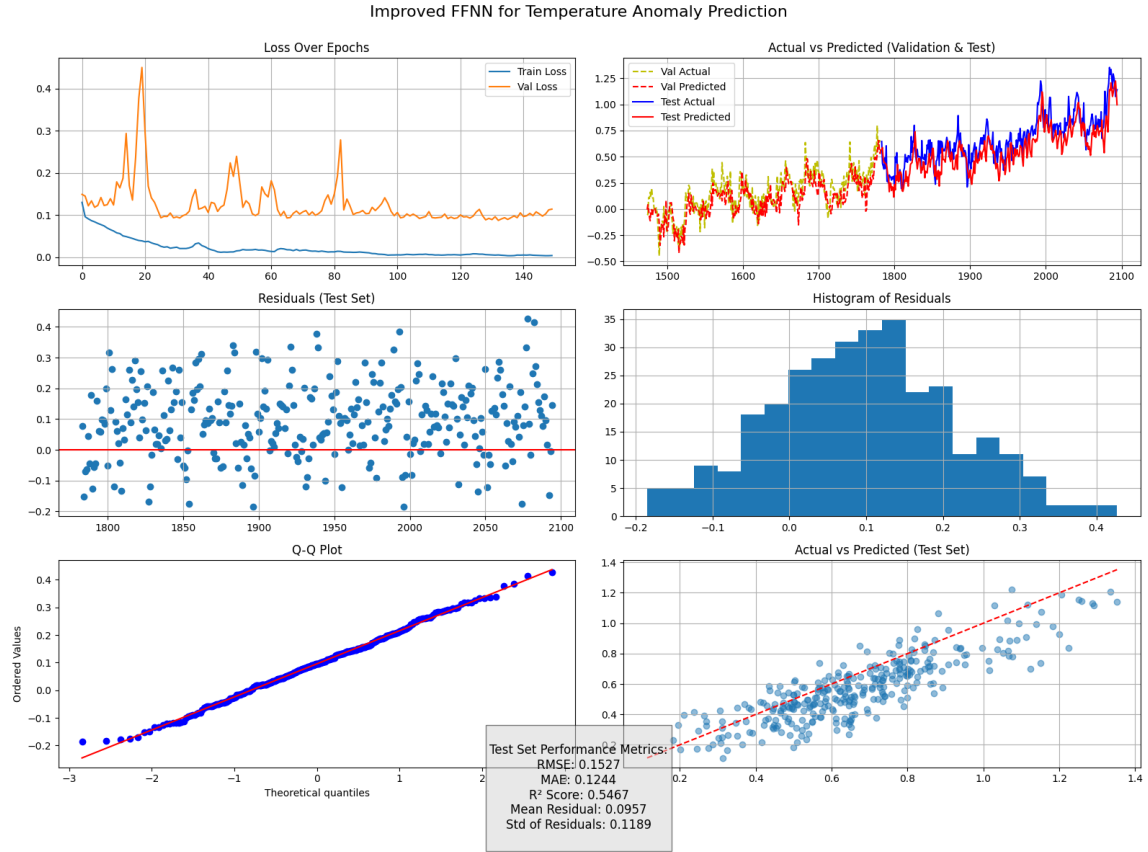 Improved FFNN for Temperature Anomaly Prediction
Loss Over Epochs
Train Loss
Val Loss
0.4
0.3
0.2
0.1
0.0
0 20 40 60 80 100 120 140
Actual vs Predicted (Validation & Test)
Val Actual
Val Predicted
Test Actual
Test Predicted
1.25
1.00
0.75
0.50
0.25
0.00
−0.25
−0.50
1500 1600 1700 1800 1900 2000 2100
Residuals (Test Set)
0.4
0.3
0.2
0.1
0.0
−0.1
−0.2
1800 1850 1900 1950 2000 2050 2100
Histogram of Residuals
35
30
25
20
15
10
5
0
−0.2 −0.1 0.0 0.1 0.2 0.3 0.4
Q-Q Plot
Ordered Values
0.4
0.3
0.2
0.1
0.0
−0.1
−0.2
−3 −2 −1 0 1 2
Theoretical quantiles
Actual vs Predicted (Test Set)
1.4
1.2
1.0
0.8
0.6
0.4
0.2
0.2 0.4 0.6 0.8 1.0 1.2 1.4
Test Set Performance Metrics:
RMSE: 0.1527
MAE: 0.1244
R² Score: 0.5467
Mean Residual: 0.0957
Std of Residuals: 0.1189